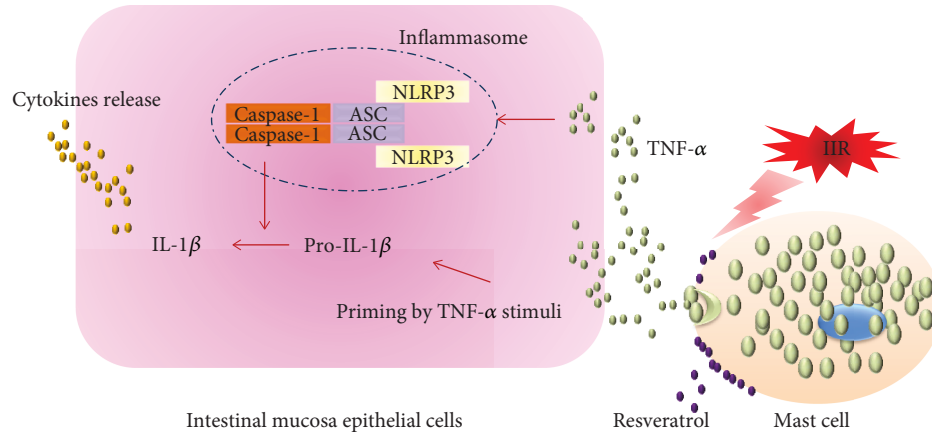 Inflammasome
Cytokines release
NLRP3
Caspase-1 ASC
Caspase-1 ASC
NLRP3
TNF-α
IIR
IL-1β
Pro-IL-1β
Priming by TNF-α stimuli
Intestinal mucosa epithelial cells
Resveratrol
Mast cell